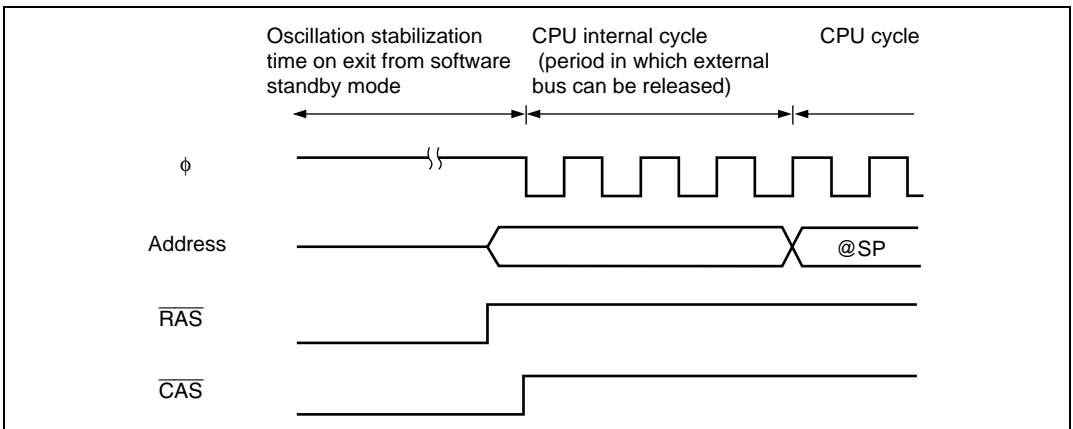 Oscillation stabilization
time on exit from software
standby mode
CPU internal cycle
(period in which external
bus can be released)
CPU cycle
ϕ
Address
@SP
RAS
CAS